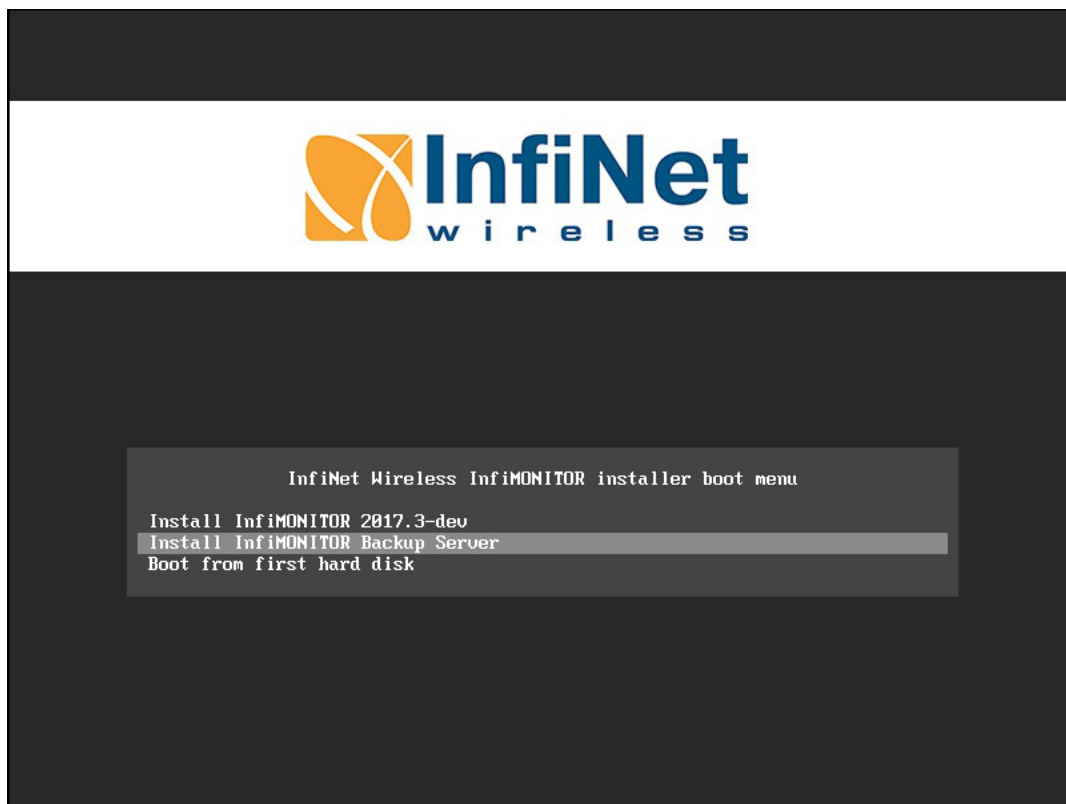 InfiNet
wireless
InfiNet Wireless InfiMONITOR installer boot menu
Install InfiMONITOR 2017.3-dev
Install InfiMONITOR Backup Server
Boot from first hard disk